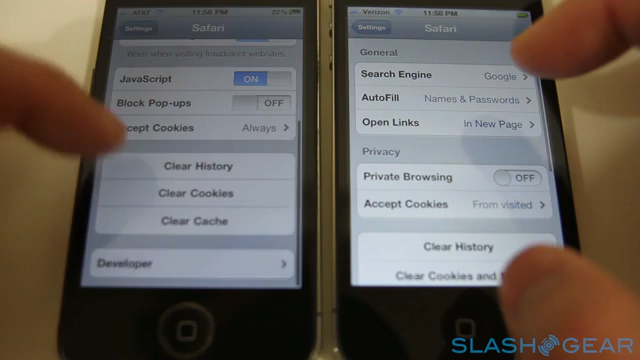 AT&T 11:58 PM 22%
Settings Safari
Warn when visiting fraudulent websites.
JavaScript ON
Block Pop-ups OFF
ccept Cookies Always
Clear History
Clear Cookies
Clear Cache
Developer
Verizon 11:58 PM
Settings Safari
General
Search Engine Google
AutoFill Names & Passwords
Open Links In New Page
Privacy
Private Browsing OFF
Accept Cookies From visited
Clear History
Clear Cookies and
SLASHGEAR